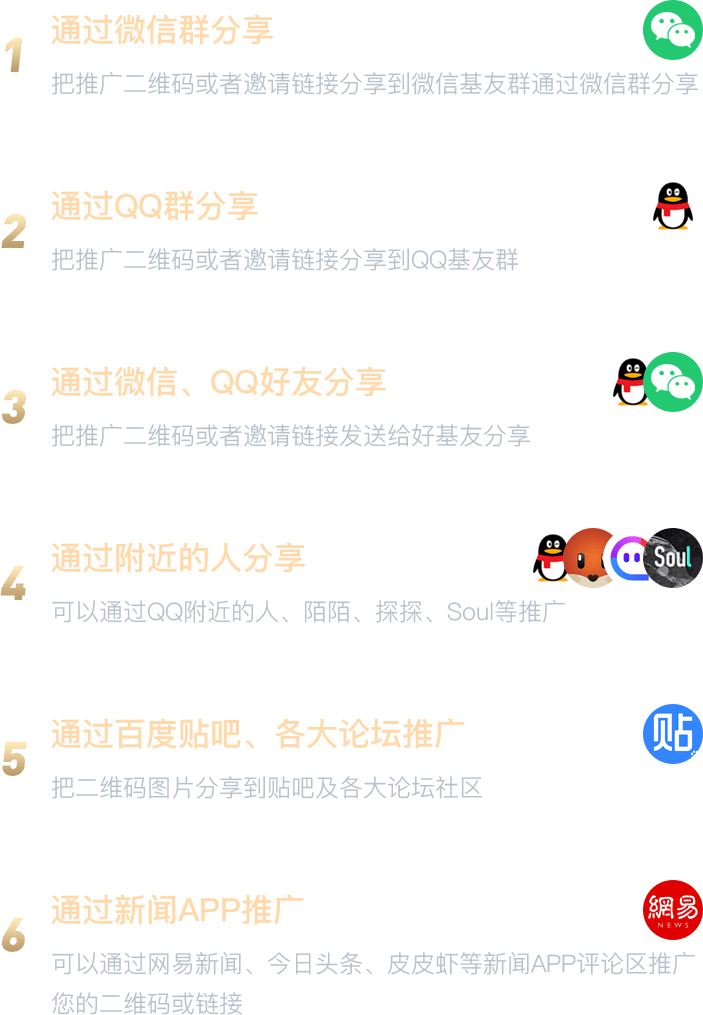 1
通过微信群分享
把推广二维码或者邀请链接分享到微信基友群通过微信群分享
2
通过QQ群分享
把推广二维码或者邀请链接分享到QQ基友群
3
通过微信、QQ好友分享
把推广二维码或者邀请链接发送给好基友分享
4
通过附近的人分享
Soul
可以通过QQ附近的人、陌陌、探探、Soul等推广
5
通过百度贴吧、各大论坛推广
贴
把二维码图片分享到贴吧及各大论坛社区
6
通过新闻APP推广
網易
NEWS
可以通过网易新闻、今日头条、皮皮虾等新闻APP评论区推广
您的二维码或链接